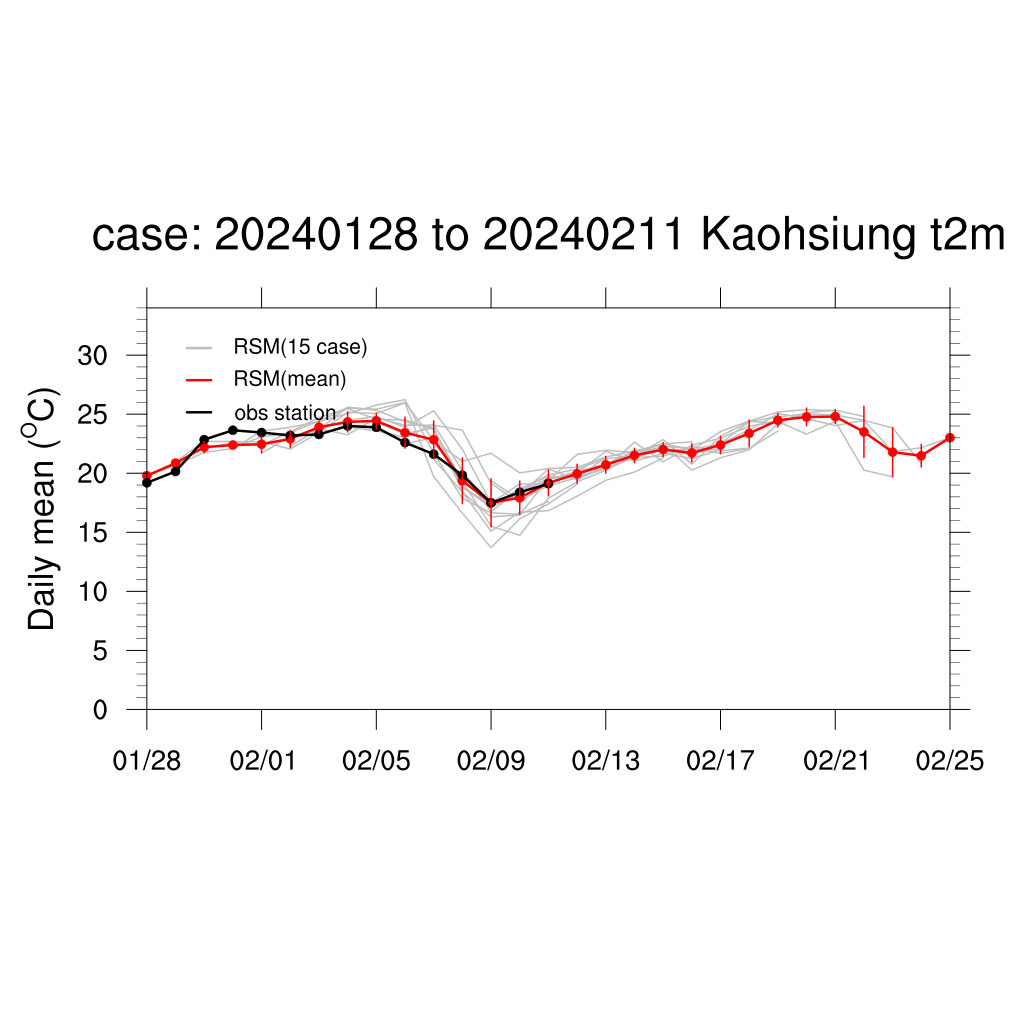 case: 20240128 to 20240211 Kaohsiung t2m
RSM(15 case)
RSM(mean)
obs station
Daily mean (°C)
30
25
20
15
10
5
0
01/28 02/01 02/05 02/09 02/13 02/17 02/21 02/25